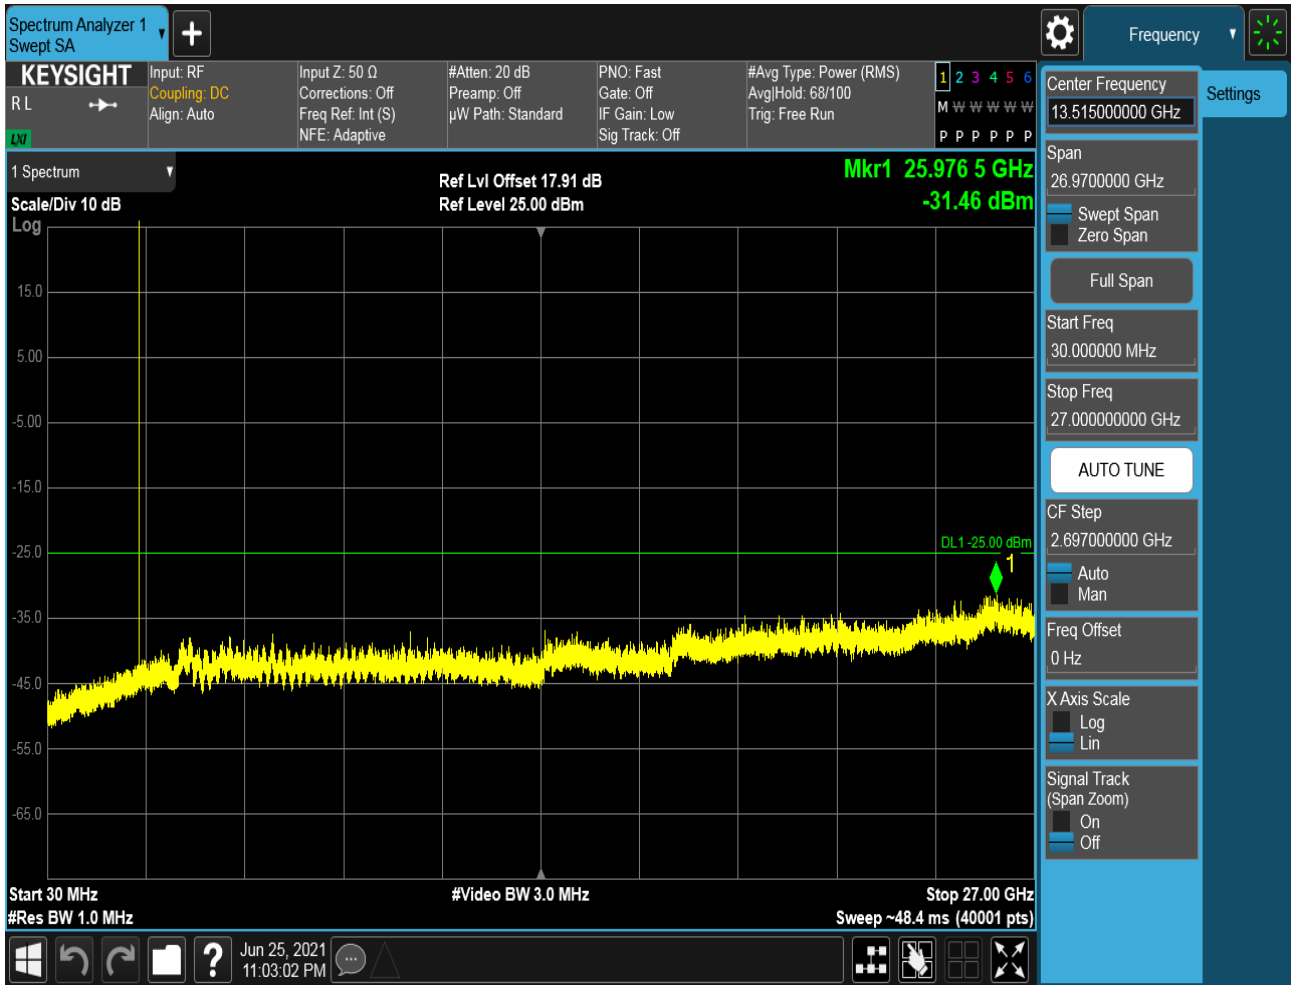 Spectrum Analyzer 1
Swept SA
Frequency
KEYSIGHT
R L
LXI
Input: RF
Coupling: DC
Align: Auto
Input Z: 50 Ω
Corrections: Off
Freq Ref: Int (S)
NFE: Adaptive
#Atten: 20 dB
Preamp: Off
µW Path: Standard
PNO: Fast
Gate: Off
IF Gain: Low
Sig Track: Off
#Avg Type: Power (RMS)
Avg|Hold: 68/100
Trig: Free Run
1 2 3 4 5 6
M W W W W W
P P P P P P
1 Spectrum
Scale/Div 10 dB
Log
Ref Lvl Offset 17.91 dB
Ref Level 25.00 dBm
Mkr1 25.976 5 GHz
-31.46 dBm
15.0
5.00
-5.00
-15.0
-25.0
-35.0
-45.0
-55.0
-65.0
DL1 -25.00 dBm
1
Start 30 MHz
#Res BW 1.0 MHz
#Video BW 3.0 MHz
Stop 27.00 GHz
Sweep ~48.4 ms (40001 pts)
Center Frequency
13.515000000 GHz
Settings
Span
26.9700000 GHz
Swept Span
Zero Span
Full Span
Start Freq
30.000000 MHz
Stop Freq
27.000000000 GHz
AUTO TUNE
CF Step
2.697000000 GHz
Auto
Man
Freq Offset
0 Hz
X Axis Scale
Log
Lin
Signal Track
(Span Zoom)
On
Off
?
Jun 25, 2021
11:03:02 PM